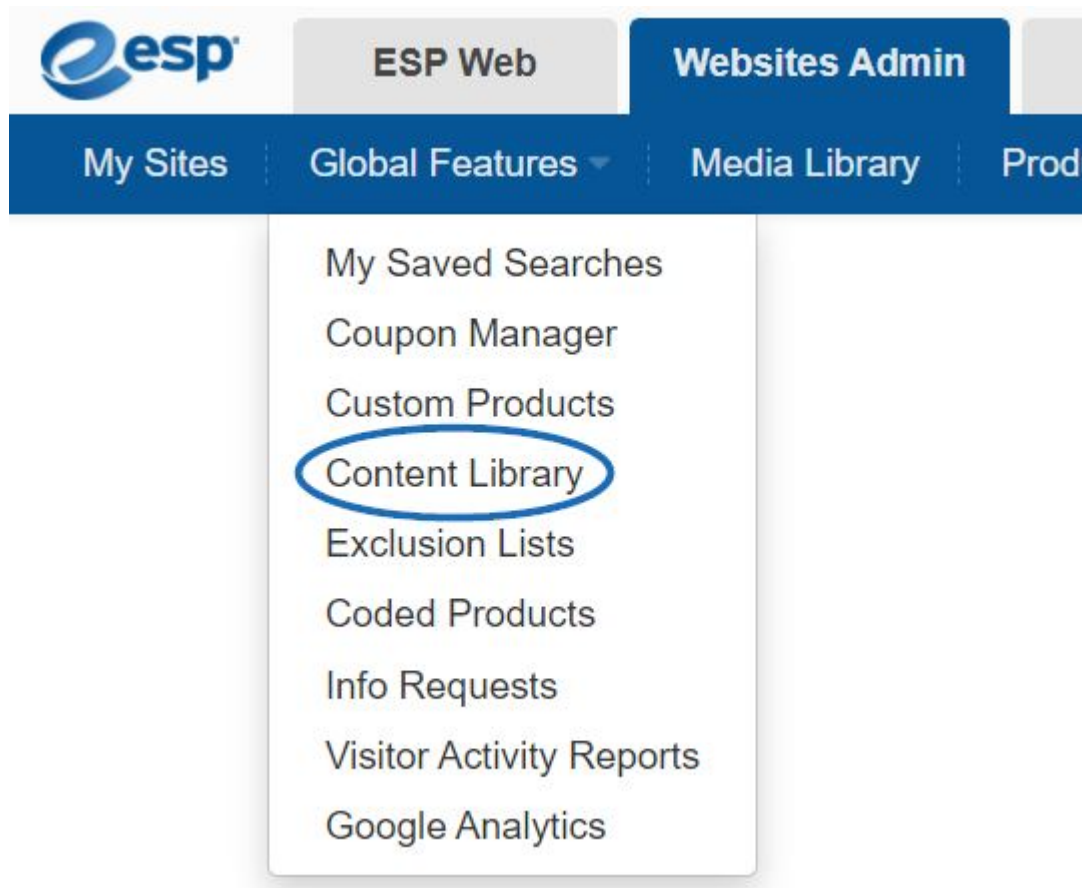 esp ESP Web Websites Admin
My Sites Global Features Media Library Prod
My Saved Searches
Coupon Manager
Custom Products
Content Library
Exclusion Lists
Coded Products
Info Requests
Visitor Activity Reports
Google Analytics